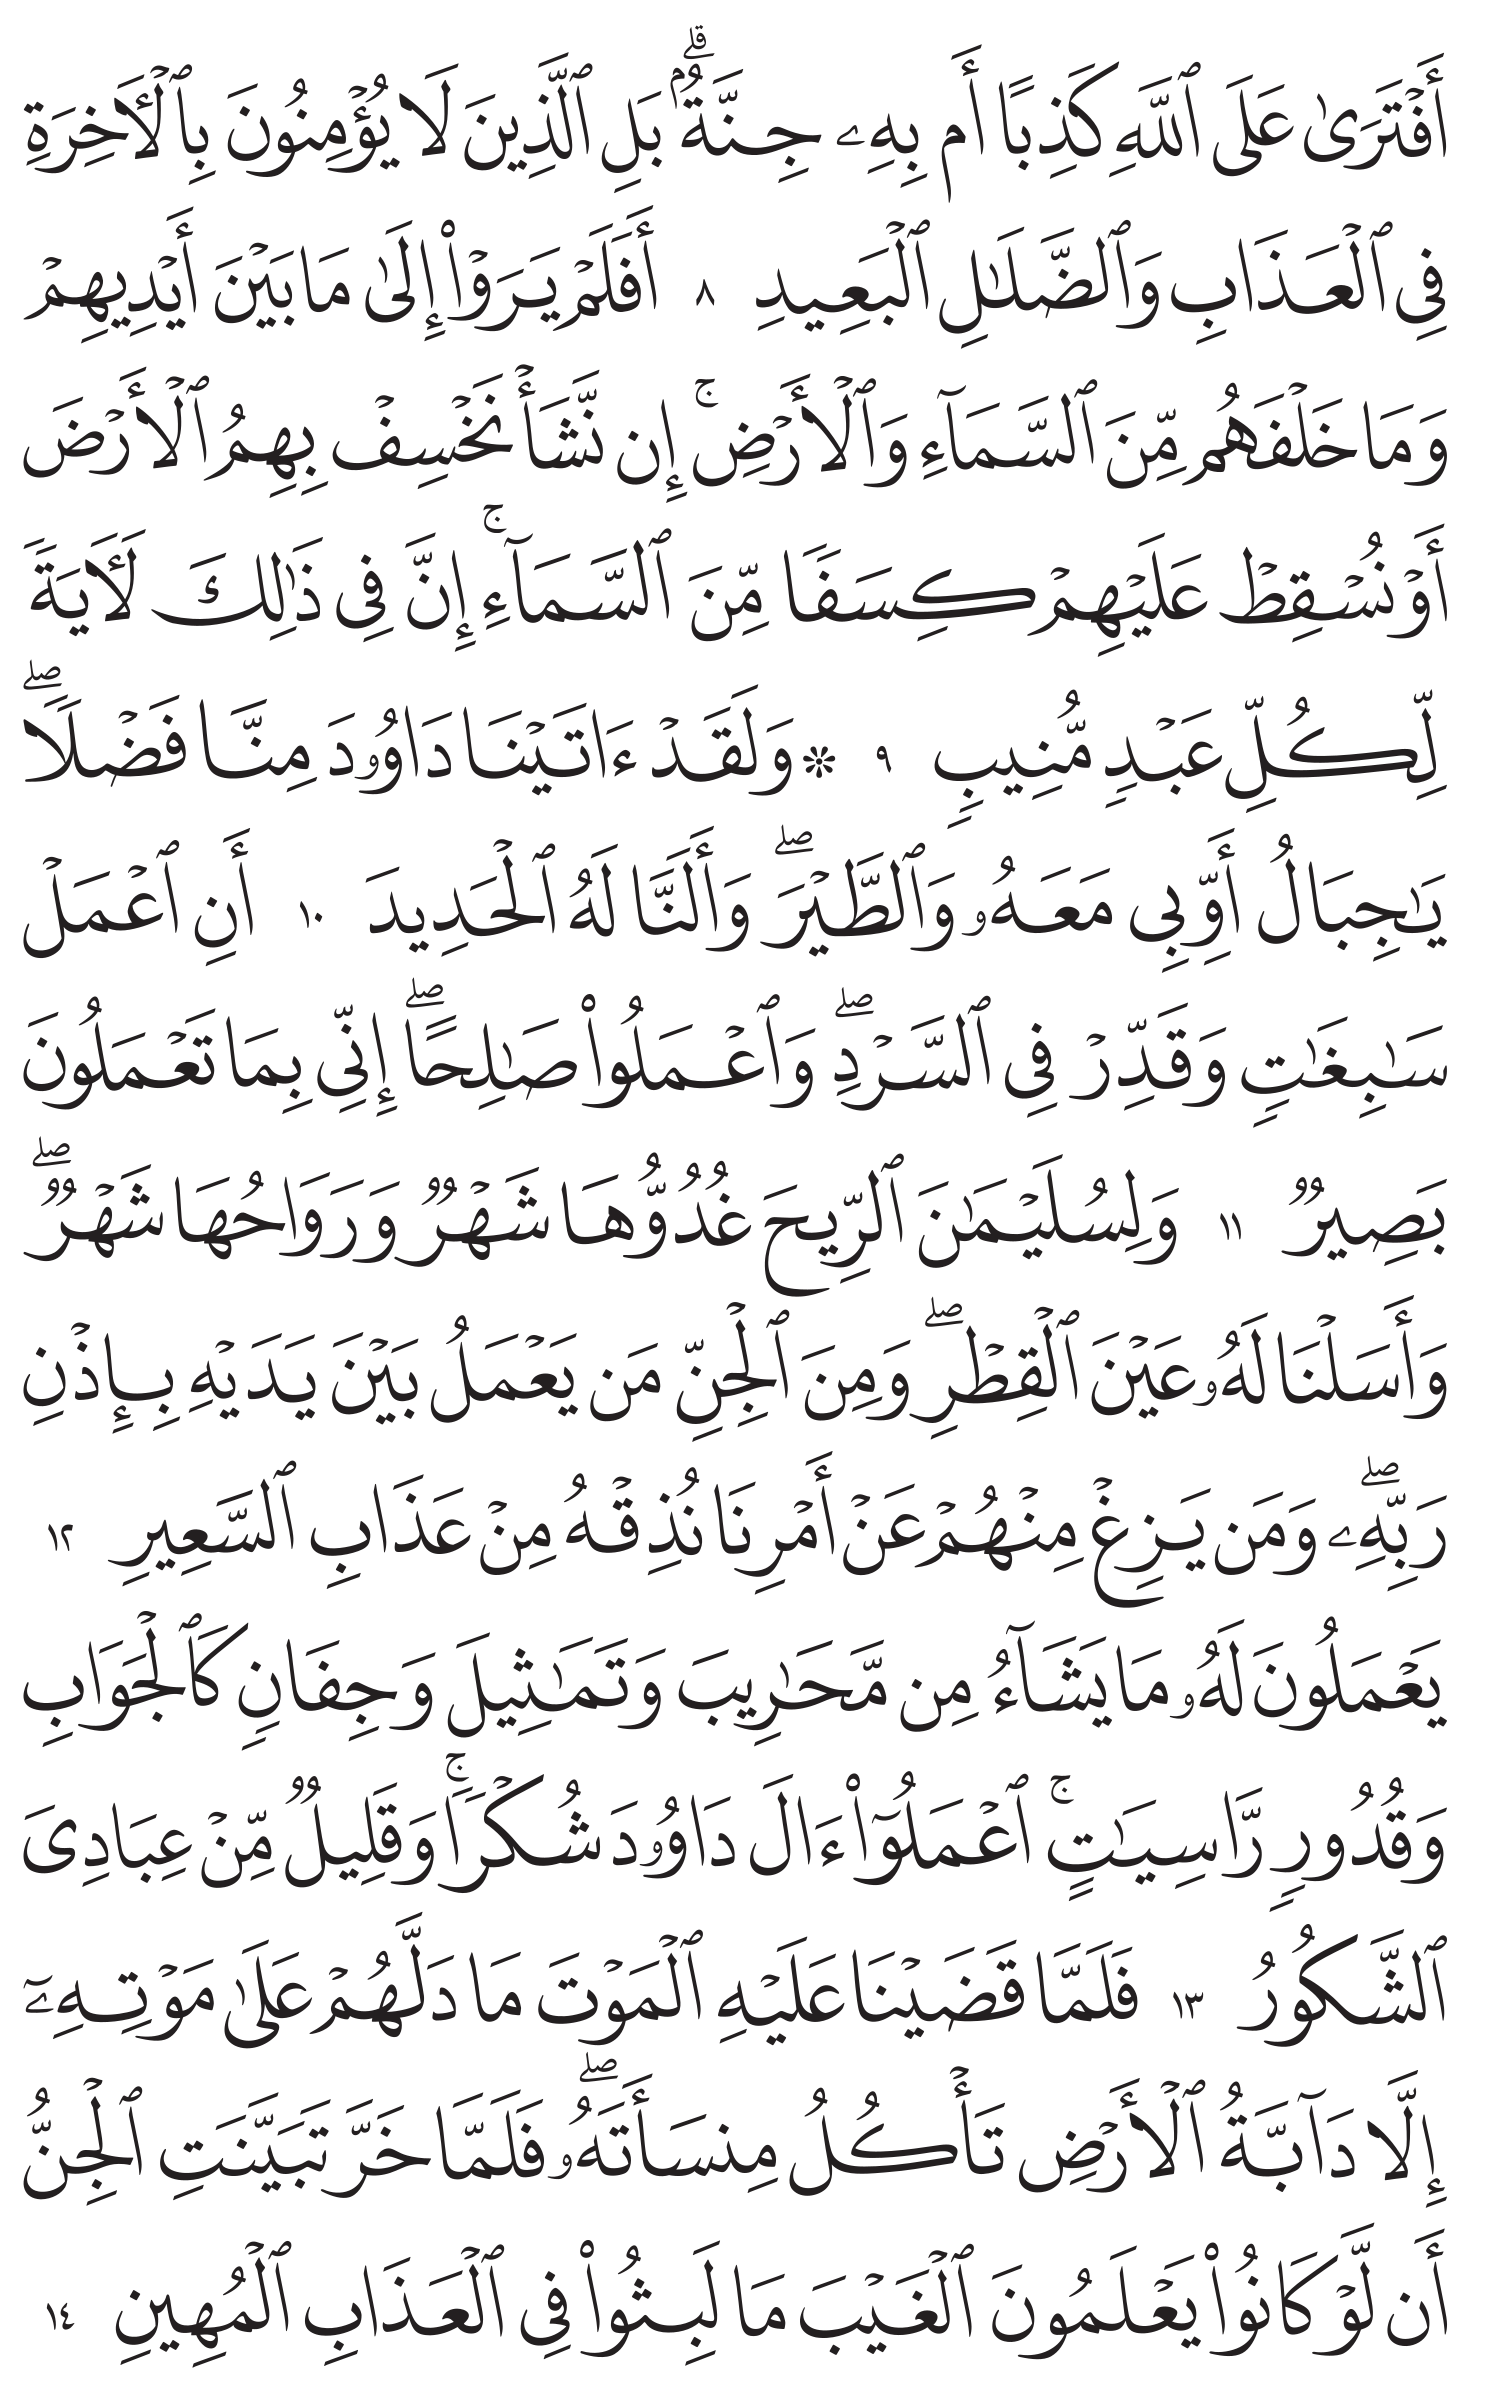 أَفْتَرَىٰ عَلَى ٱللَّهِ كَذِبًا أَم بِهِۦ جِنَّةٌۢ ۗ بَلِ ٱلَّذِينَ لَا يُؤْمِنُونَ بِٱلْـَٔاخِرَةِ
فِى ٱلْعَذَابِ وَٱلضَّلَـٰلِ ٱلْبَعِيدِ ٨ أَفَلَمْ يَرَوْا۟ إِلَىٰ مَا بَيْنَ أَيْدِيهِمْ
وَمَا خَلْفَهُم مِّنَ ٱلسَّمَآءِ وَٱلْأَرْضِ ۚ إِن نَّشَأْ نَخْسِفْ بِهِمُ ٱلْأَرْضَ
أَوْ نُسْقِطْ عَلَيْهِمْ كِسَفًا مِّنَ ٱلسَّمَآءِ ۚ إِنَّ فِى ذَٰلِكَ لَـَٔايَةً
لِّكُلِّ عَبْدٍ مُّنِيبٍ ٩ ۞ وَلَقَدْ ءَاتَيْنَا دَاوُۥدَ مِنَّا فَضْلًا ۖ
يَـٰجِبَالُ أَوِّبِى مَعَهُۥ وَٱلطَّيْرَ ۖ وَأَلَنَّا لَهُ ٱلْحَدِيدَ ١٠ أَنِ ٱعْمَلْ
سَـٰبِغَـٰتٍ وَقَدِّرْ فِى ٱلسَّرْدِ ۖ وَٱعْمَلُوا۟ صَـٰلِحًا ۖ إِنِّى بِمَا تَعْمَلُونَ
بَصِيرٌ ١١ وَلِسُلَيْمَـٰنَ ٱلرِّيحَ غُدُوُّهَا شَهْرٌ وَرَوَاحُهَا شَهْرٌ ۖ
وَأَسَلْنَا لَهُۥ عَيْنَ ٱلْقِطْرِ ۖ وَمِنَ ٱلْجِنِّ مَن يَعْمَلُ بَيْنَ يَدَيْهِ بِإِذْنِ
رَبِّهِۦ ۖ وَمَن يَزِغْ مِنْهُمْ عَنْ أَمْرِنَا نُذِقْهُ مِنْ عَذَابِ ٱلسَّعِيرِ ١٢
يَعْمَلُونَ لَهُۥ مَا يَشَآءُ مِن مَّحَـٰرِيبَ وَتَمَـٰثِيلَ وَجِفَانٍ كَٱلْجَوَابِ
وَقُدُورٍ رَّاسِيَـٰتٍ ۚ ٱعْمَلُوٓا۟ ءَالَ دَاوُۥدَ شُكْرًا ۚ وَقَلِيلٌ مِّنْ عِبَادِىَ
ٱلشَّكُورُ ١٣ فَلَمَّا قَضَيْنَا عَلَيْهِ ٱلْمَوْتَ مَا دَلَّهُمْ عَلَىٰ مَوْتِهِۦٓ
إِلَّا دَآبَّةُ ٱلْأَرْضِ تَأْكُلُ مِنسَأَتَهُۥ ۖ فَلَمَّا خَرَّ تَبَيَّنَتِ ٱلْجِنُّ
أَن لَّوْ كَانُوا۟ يَعْلَمُونَ ٱلْغَيْبَ مَا لَبِثُوا۟ فِى ٱلْعَذَابِ ٱلْمُهِينِ ١٤